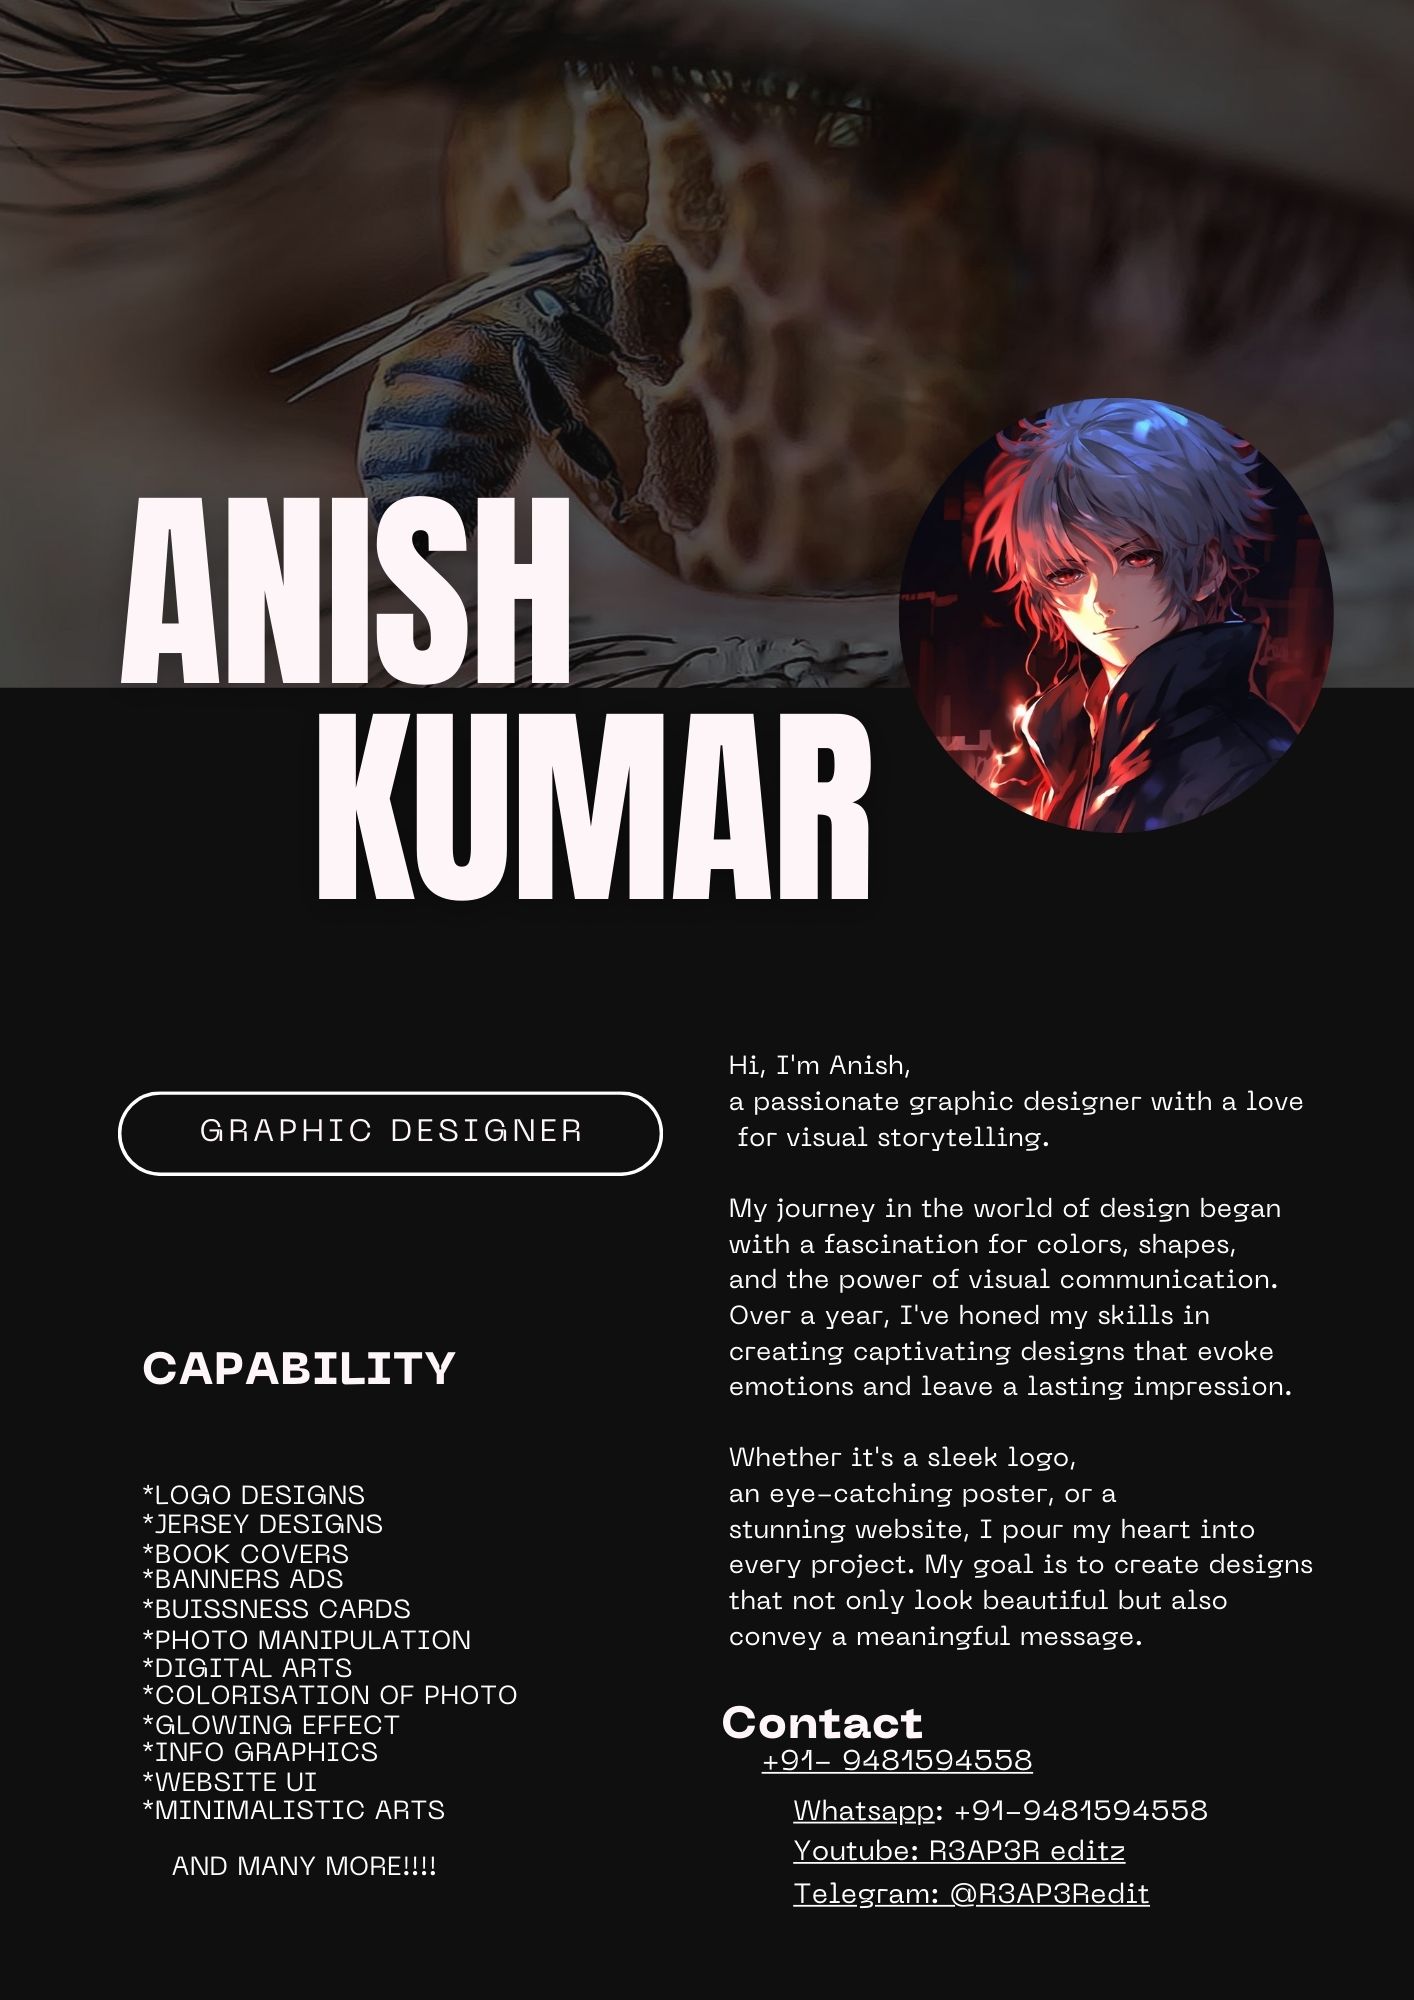 ANISH
KUMAR
GRAPHIC DESIGNER
CAPABILITY
*LOGO DESIGNS
*JERSEY DESIGNS
*BOOK COVERS
*BANNERS ADS
*BUISSNESS CARDS
*PHOTO MANIPULATION
*DIGITAL ARTS
*COLORISATION OF PHOTO
*GLOWING EFFECT
*INFO GRAPHICS
*WEBSITE UI
*MINIMALISTIC ARTS
AND MANY MORE!!!!
Hi, I'm Anish,
a passionate graphic designer with a love
for visual storytelling.
My journey in the world of design began
with a fascination for colors, shapes,
and the power of visual communication.
Over a year, I've honed my skills in
creating captivating designs that evoke
emotions and leave a lasting impression.
Whether it's a sleek logo,
an eye-catching poster, or a
stunning website, I pour my heart into
every project. My goal is to create designs
that not only look beautiful but also
convey a meaningful message.
Contact
+91- 9481594558
Whatsapp: +91-9481594558
Youtube: R3AP3R editz
Telegram: @R3AP3Redit